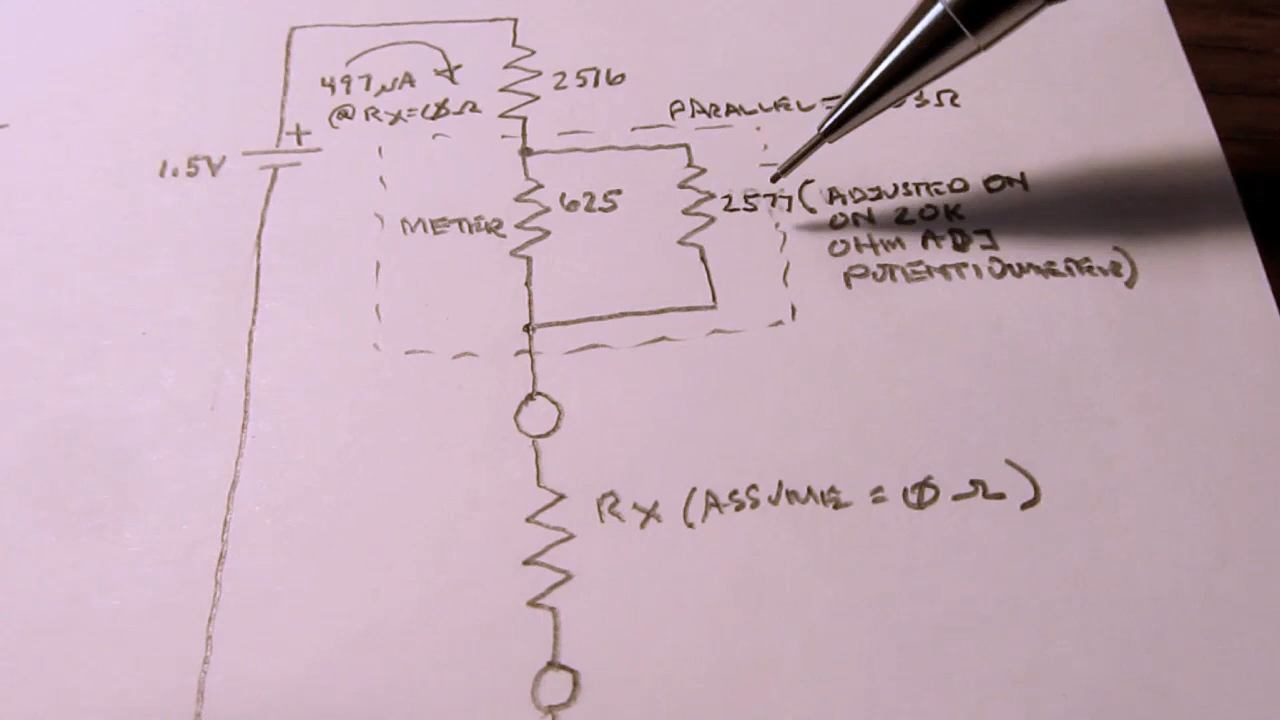 497µA
@ RX=0Ω
2516
PARALLEL =
+
1.5V
METER
625
2577 (ADJUSTED ON
ON 20K
OHM ADJ
POTENTIOMETER)
RX (ASSUME = 0 Ω)